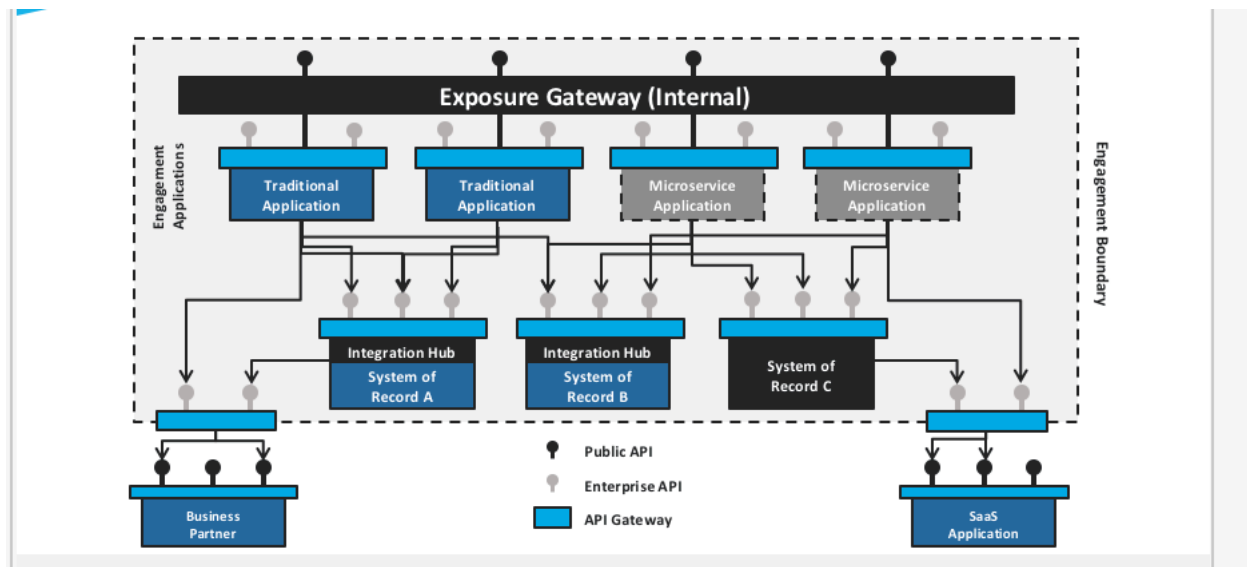 Exposure Gateway (Internal)
Engagement
Applications
Traditional
Application
Traditional
Application
Microservice
Application
Microservice
Application
Engagement Boundary
Integration Hub
System of
Record A
Integration Hub
System of
Record B
System of
Record C
Public API
Enterprise API
API Gateway
Business
Partner
SaaS
Application